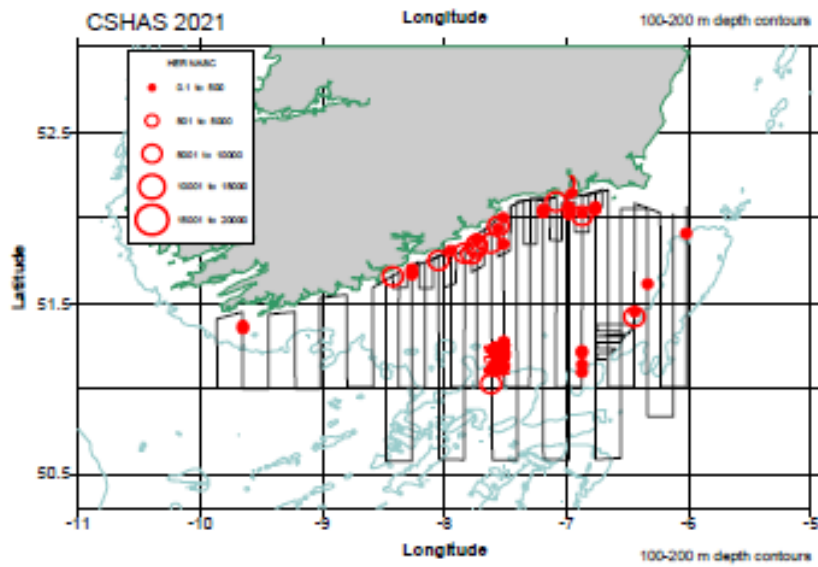 CSHAS 2021
Longitude
100-200 m depth contours
HER NASC
0.1 to 500
501 to 5000
5001 to 10000
10001 to 15000
15001 to 20000
52.5
51.5
50.5
Latitude
-11
-10
-9
-8
-7
-6
-5
Longitude
100-200 m depth contours